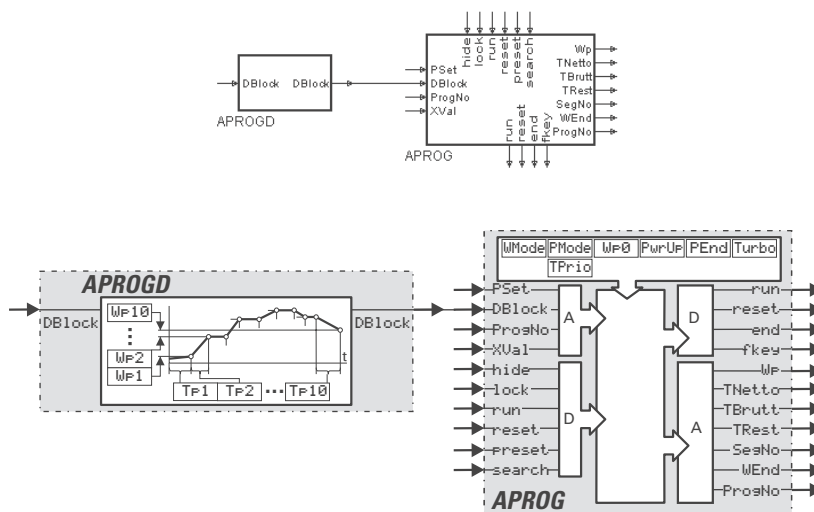 hide
lock
run
reset
preset
search
DBlock DBlock
APROGD
PSet
DBlock
ProgNo
XVal
Wp
TNetto
TBrutt
TRest
SegNo
WEnd
ProgNo
run
reset
end
fkey
APROG
APROGD
DBlock
Wp10
Wp2
Wp1
t
Tp1 Tp2 ••• Tp10
DBlock
WMode PMode Wp0 PwrUp PEnd Turbo
TPrio
PSet
DBlock
ProgNo
XVal
A
hide
lock
run
reset
preset
search
D
D
run
reset
end
fkey
A
Wp
TNetto
TBrutt
TRest
SegNo
WEnd
ProgNo
APROG